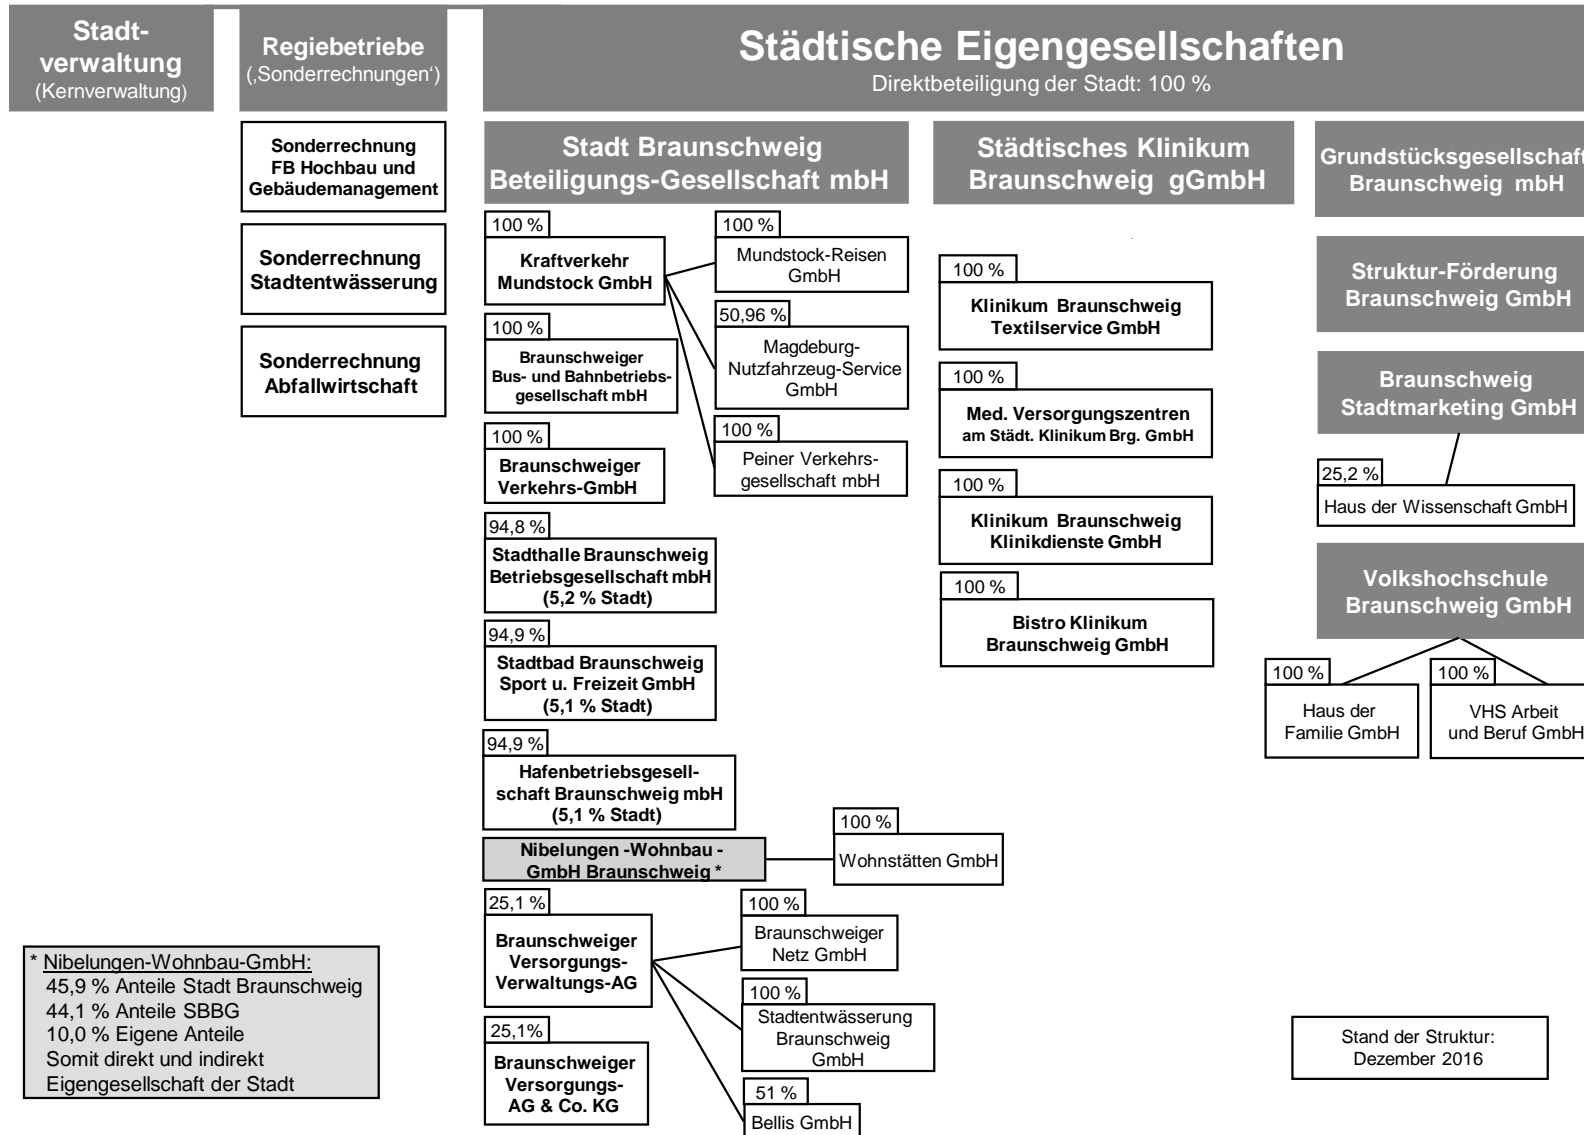 Stadt-
verwaltung
(Kernverwaltung)
Regiebetriebe
(‚Sonderrechnungen‘)
Städtische Eigengesellschaften
Direktbeteiligung der Stadt: 100 %
Sonderrechnung
FB Hochbau und
Gebäudemanagement
Sonderrechnung
Stadtentwässerung
Sonderrechnung
Abfallwirtschaft
Stadt Braunschweig
Beteiligungs-Gesellschaft mbH
100 %
Kraftverkehr
Mundstock GmbH
100 %
Mundstock-Reisen
GmbH
50,96 %
Magdeburg-
Nutzfahrzeug-Service
GmbH
100 %
Peiner Verkehrs-
gesellschaft mbH
100 %
Braunschweiger
Bus- und Bahnbetriebs-
gesellschaft mbH
100 %
Braunschweiger
Verkehrs-GmbH
94,8 %
Stadthalle Braunschweig
Betriebsgesellschaft mbH
(5,2 % Stadt)
94,9 %
Stadtbad Braunschweig
Sport u. Freizeit GmbH
(5,1 % Stadt)
94,9 %
Hafenbetriebsgesell-
schaft Braunschweig mbH
(5,1 % Stadt)
Nibelungen -Wohnbau -
GmbH Braunschweig *
100 %
Wohnstätten GmbH
25,1 %
Braunschweiger
Versorgungs-
Verwaltungs-AG
100 %
Braunschweiger
Netz GmbH
100 %
Stadtentwässerung
Braunschweig
GmbH
51 %
Bellis GmbH
25,1%
Braunschweiger
Versorgungs-
AG & Co. KG
Städtisches Klinikum
Braunschweig gGmbH
100 %
Klinikum Braunschweig
Textilservice GmbH
100 %
Med. Versorgungszentren
am Städt. Klinikum Brg. GmbH
100 %
Klinikum Braunschweig
Klinikdienste GmbH
100 %
Bistro Klinikum
Braunschweig GmbH
Grundstücksgesellschaft
Braunschweig mbH
Struktur-Förderung
Braunschweig GmbH
Braunschweig
Stadtmarketing GmbH
25,2 %
Haus der Wissenschaft GmbH
Volkshochschule
Braunschweig GmbH
100 %
Haus der
Familie GmbH
100 %
VHS Arbeit
und Beruf GmbH
* Nibelungen-Wohnbau-GmbH:
45,9 % Anteile Stadt Braunschweig
44,1 % Anteile SBBG
10,0 % Eigene Anteile
Somit direkt und indirekt
Eigengesellschaft der Stadt
Stand der Struktur:
Dezember 2016